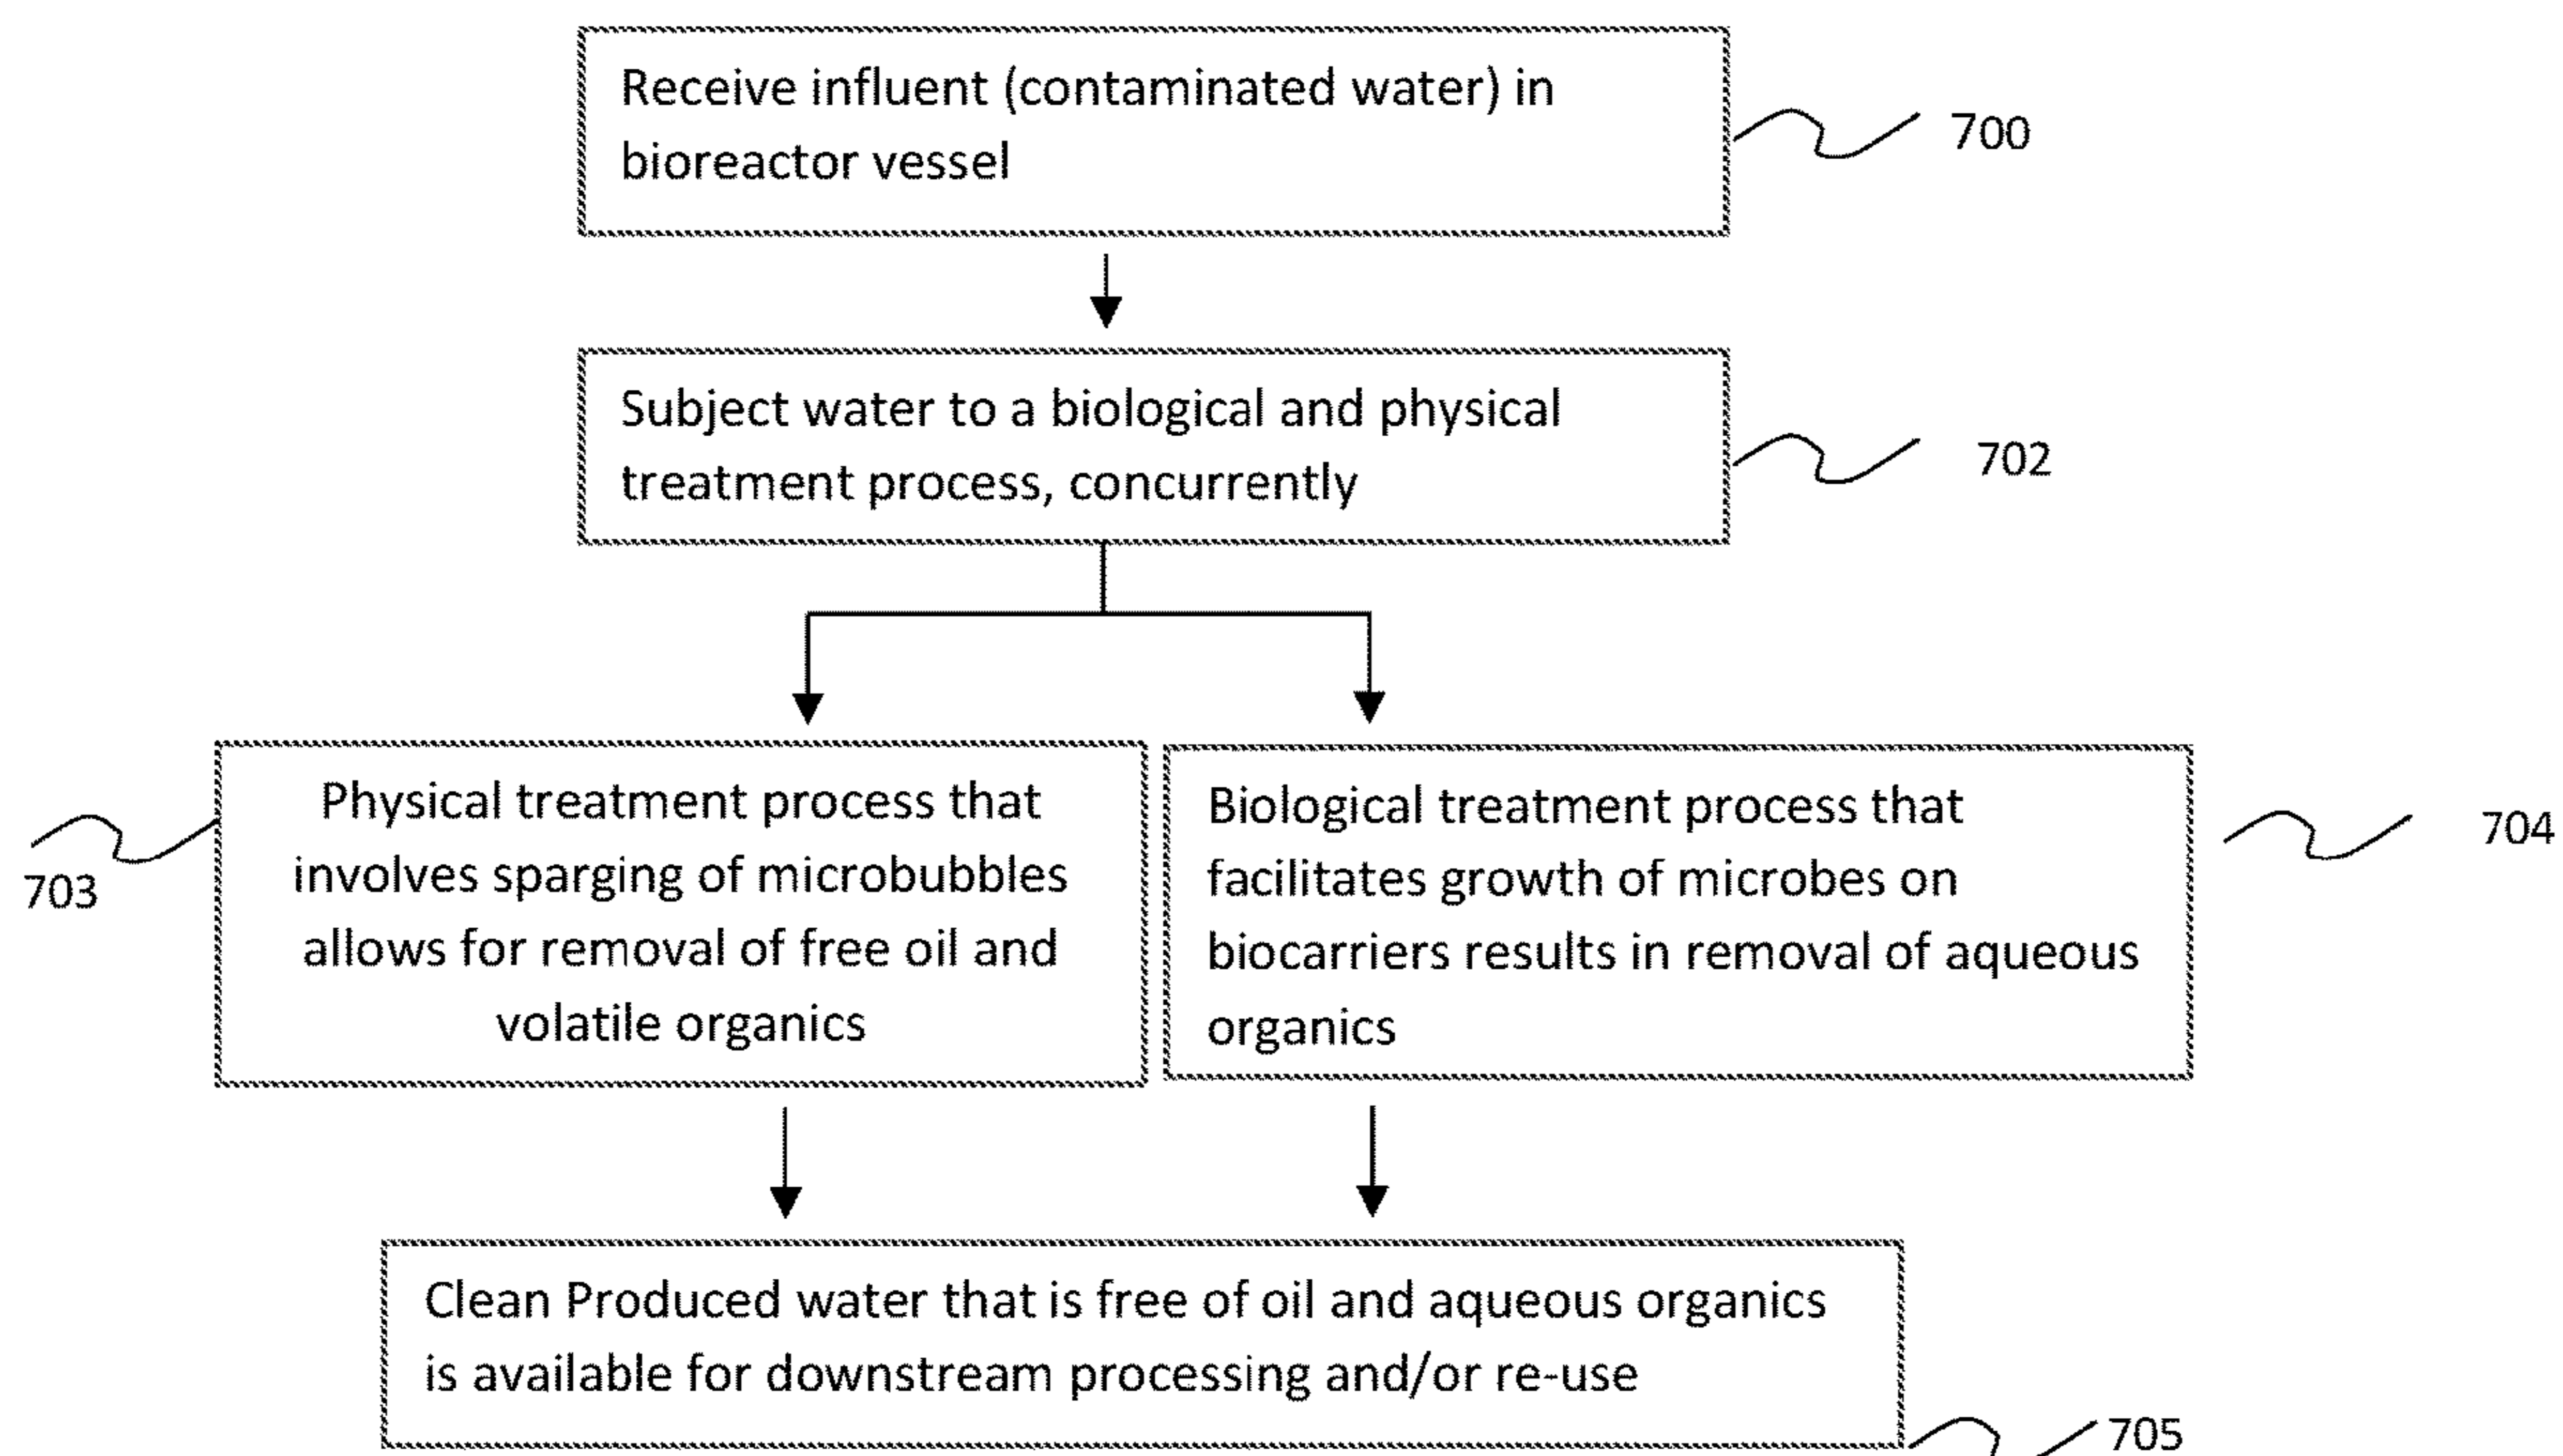 Receive influent (contaminated water) in
bioreactor vessel
700
Subject water to a biological and physical
treatment process, concurrently
702
Physical treatment process that
involves sparging of microbubbles
allows for removal of free oil and
volatile organics
703
Biological treatment process that
facilitates growth of microbes on
biocarriers results in removal of aqueous
organics
704
Clean Produced water that is free of oil and aqueous organics
is available for downstream processing and/or re-use
705